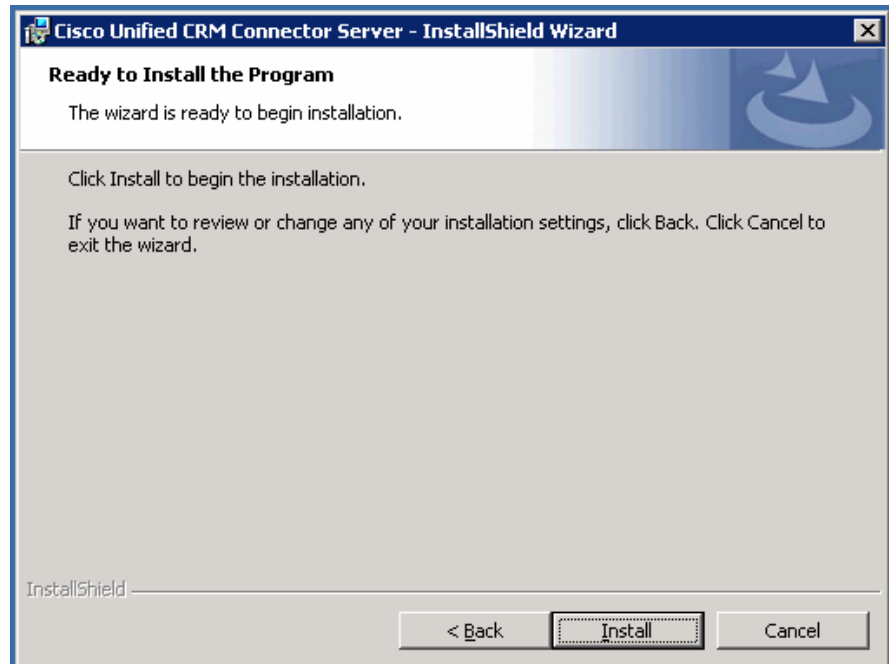 Cisco Unified CRM Connector Server - InstallShield Wizard
Ready to Install the Program
The wizard is ready to begin installation.
Click Install to begin the installation.
If you want to review or change any of your installation settings, click Back. Click Cancel to
exit the wizard.
InstallShield
< Back
Install
Cancel